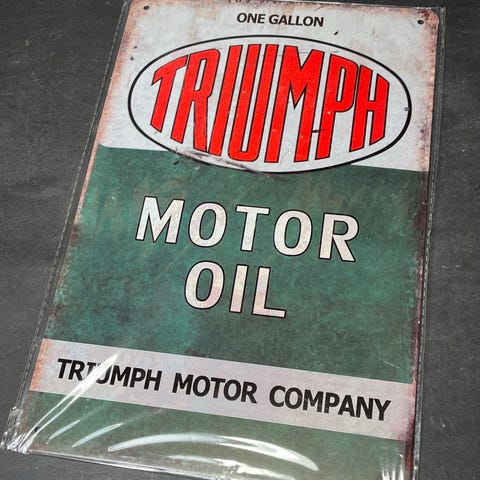 ONE GALLON
TRIUMPH
MOTOR
OIL
TRIUMPH MOTOR COMPANY